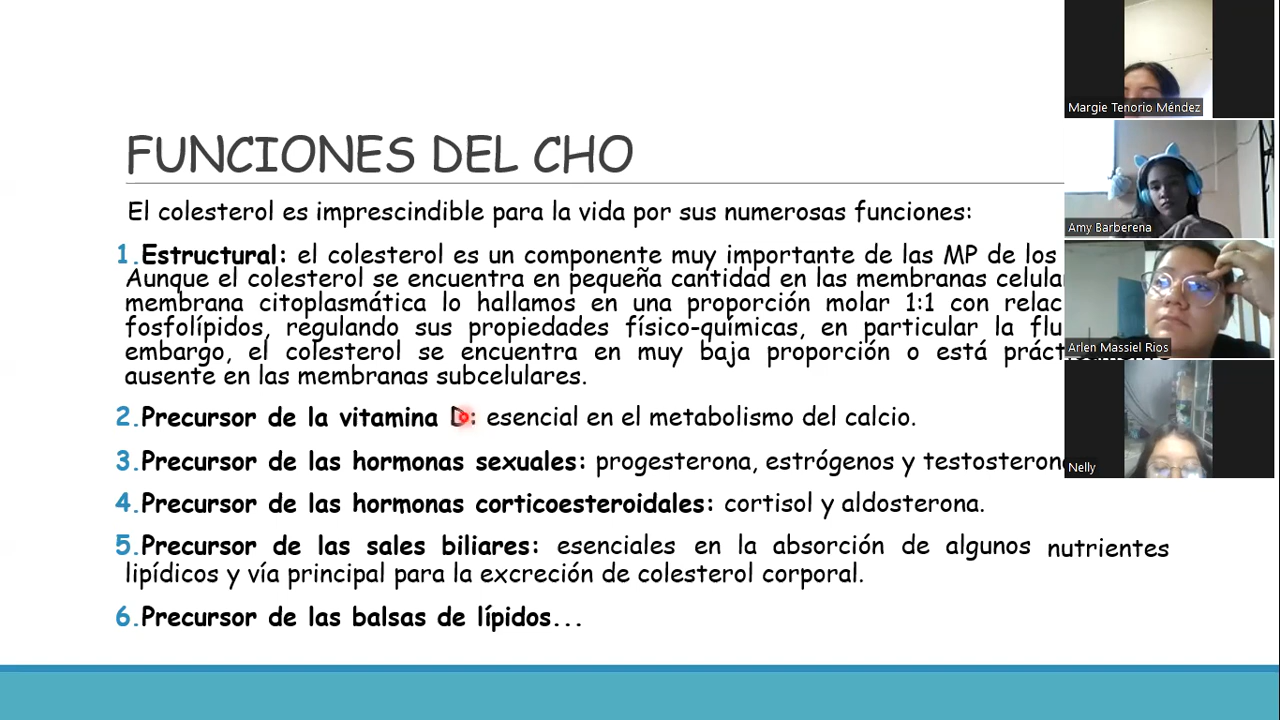 FUNCIONES DEL CHO
El colesterol es imprescindible para la vida por sus numerosas funciones:
1.Estructural: el colesterol es un componente muy importante de las MP de los
Aunque el colesterol se encuentra en pequeña cantidad en las membranas
membrana citoplasmática lo hallamos en una proporción molar 1:1 con
fosfolípidos, regulando sus propiedades físico-químicas, en particular la
embargo, el colesterol se encuentra en muy baja proporción o está
ausente en las membranas subcelulares.
2.Precursor de la vitamina D: esencial en el metabolismo del calcio.
3.Precursor de las hormonas sexuales: progesterona, estrógenos y
4.Precursor de las hormonas corticoesteroidales: cortisol y aldosterona.
5.Precursor de las sales biliares: esenciales en la absorción de algunos nutrientes
lipídicos y vía principal para la excreción de colesterol corporal.
6.Precursor de las balsas de lípidos...
Margie Tenorio Méndez
Amy Barberena
Arlen Massiel Rios
Nelly